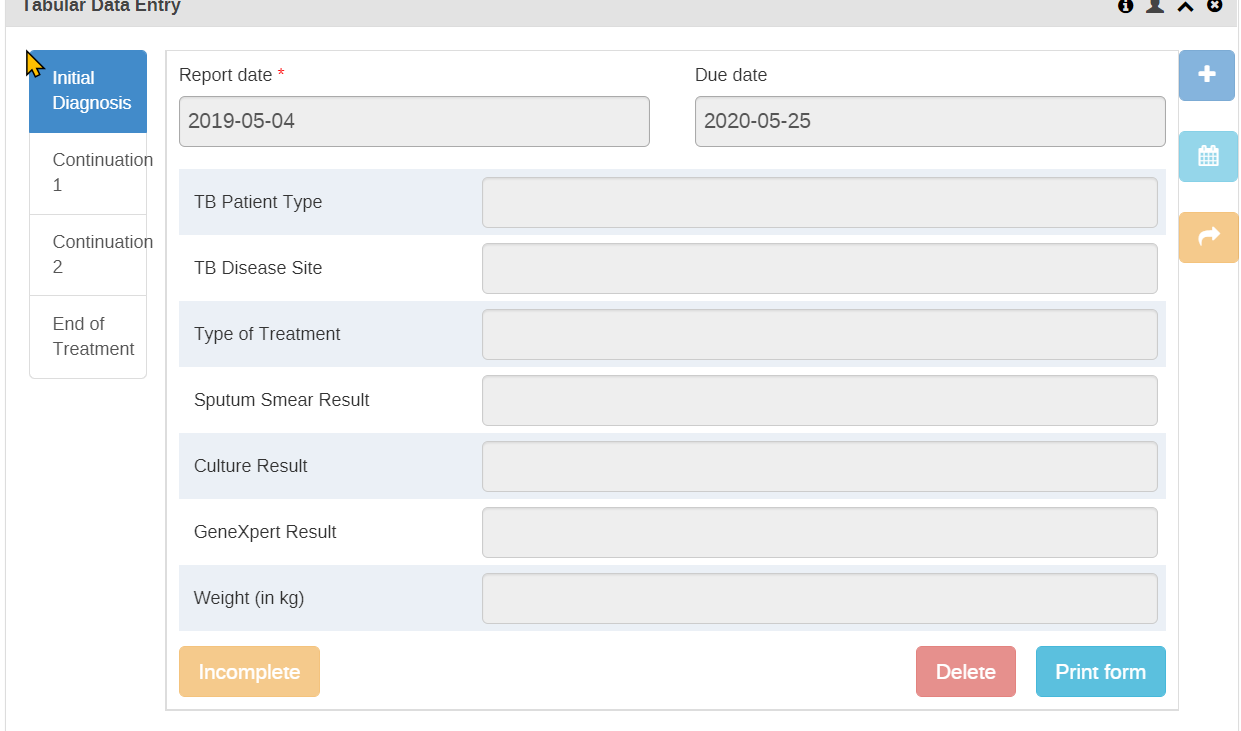 Tabular Data Entry
Initial
Diagnosis
Continuation
1
Continuation
2
End of
Treatment
Report date *
Due date
2019-05-04
2020-05-25
TB Patient Type
TB Disease Site
Type of Treatment
Sputum Smear Result
Culture Result
GeneXpert Result
Weight (in kg)
Incomplete
Delete
Print form